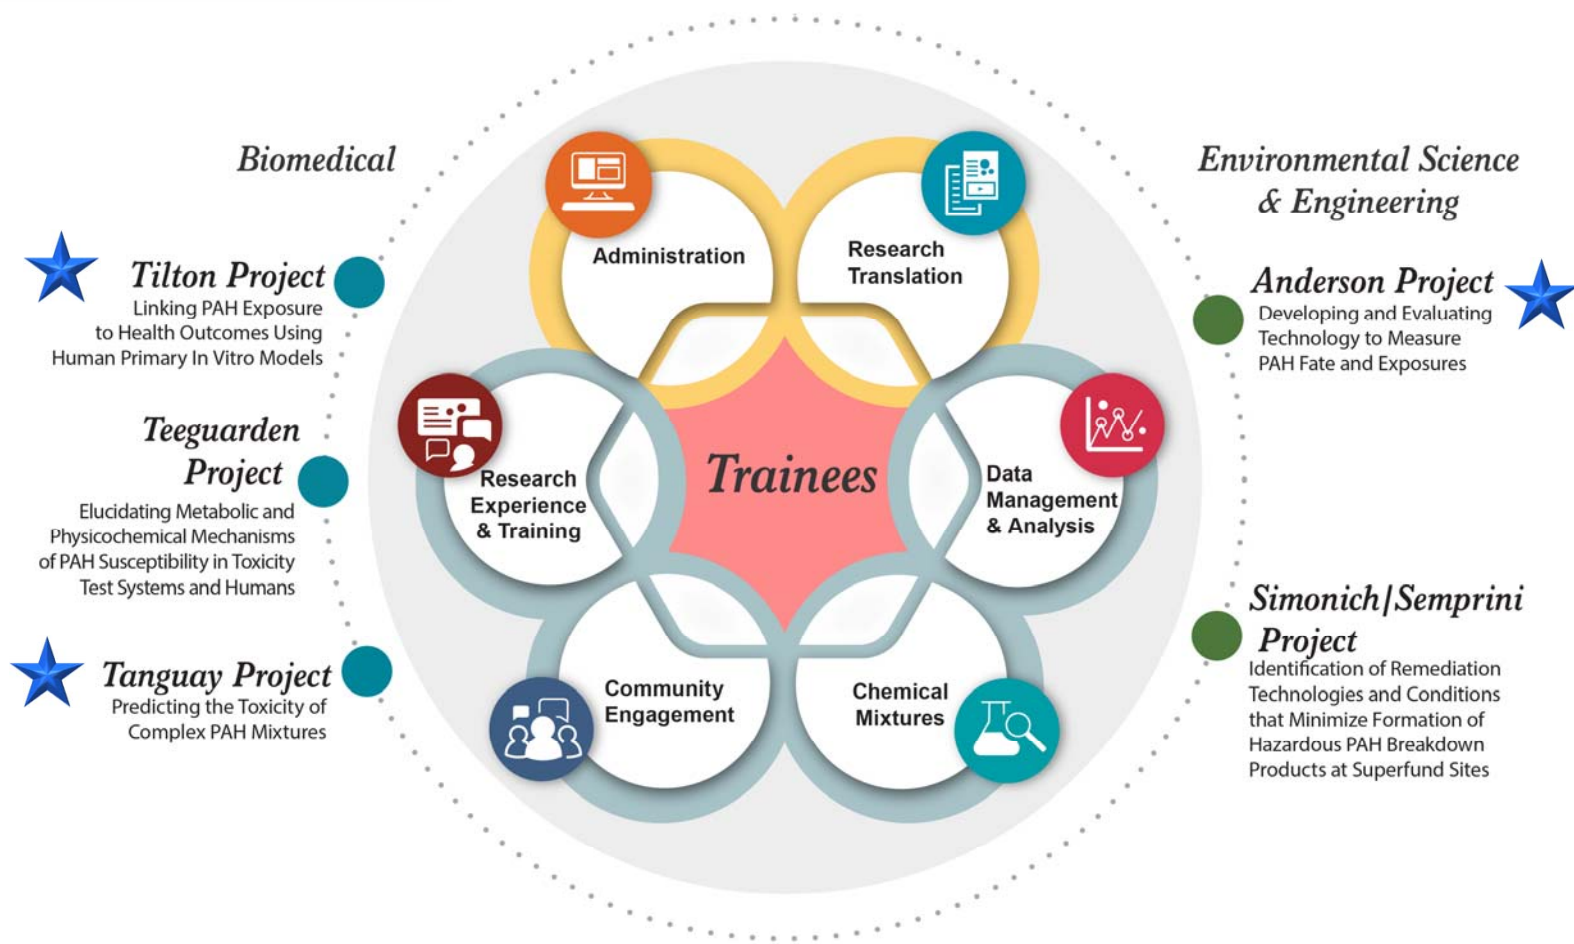 Biomedical
Tilton Project
Linking PAH Exposure
to Health Outcomes Using
Human Primary In Vitro Models
Teeguarden
Project
Elucidating Metabolic and
Physicochemical Mechanisms
of PAH Susceptibility in Toxicity
Test Systems and Humans
Tanguay Project
Predicting the Toxicity of
Complex PAH Mixtures
Administration
Research
Translation
Research
Experience
& Training
Trainees
Data
Management
& Analysis
Community
Engagement
Chemical
Mixtures
Environmental Science
& Engineering
Anderson Project
Developing and Evaluating
Technology to Measure
PAH Fate and Exposures
Simonich/Semprini
Project
Identification of Remediation
Technologies and Conditions
that Minimize Formation of
Hazardous PAH Breakdown
Products at Superfund Sites